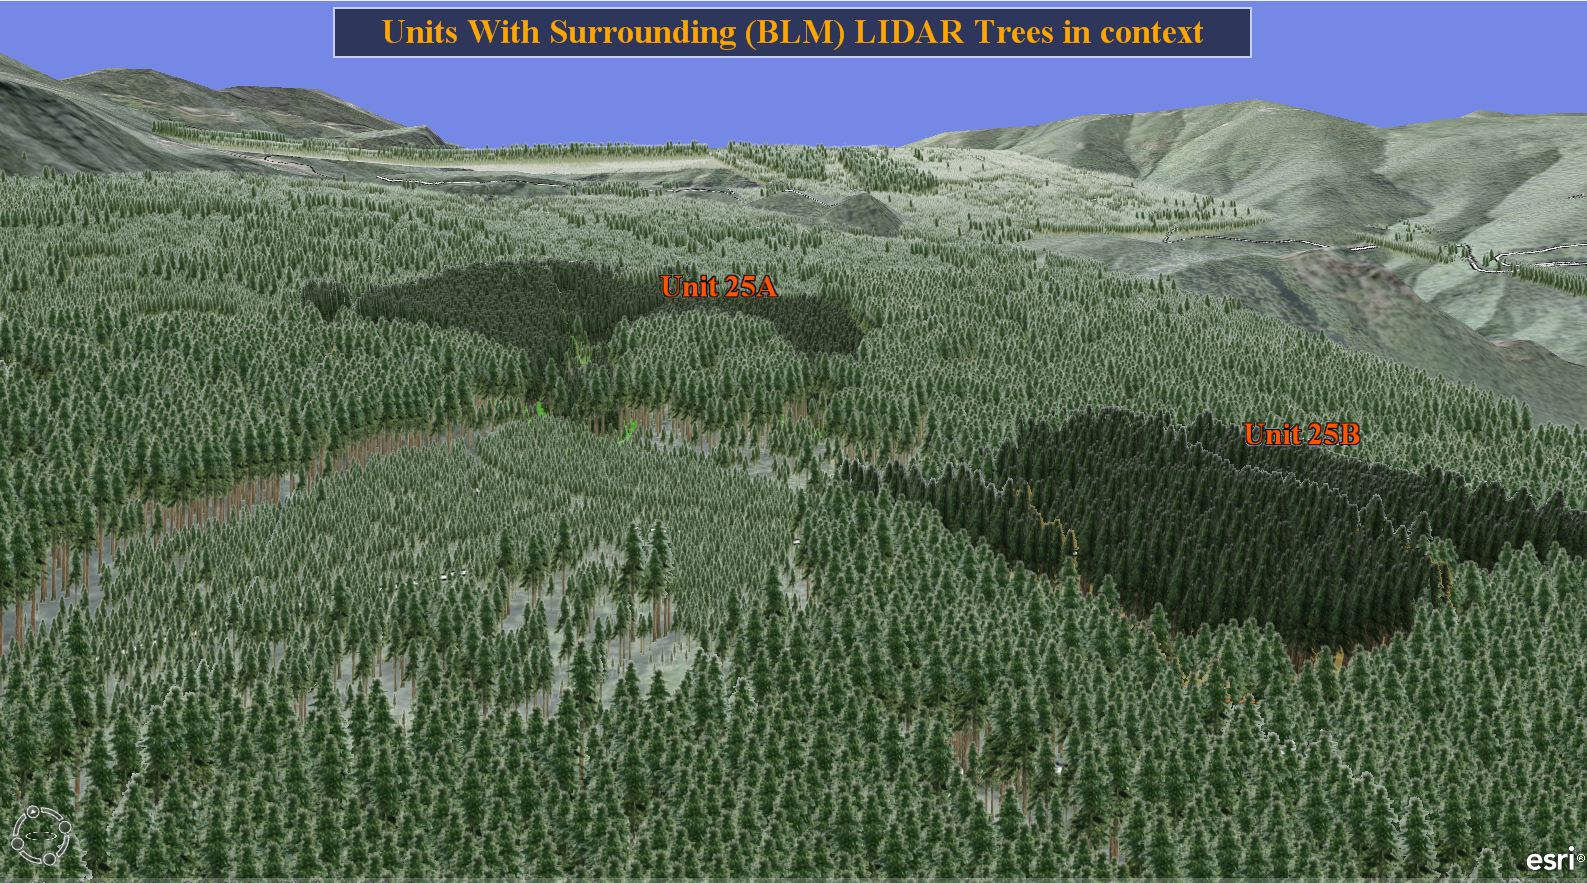 Units With Surrounding (BLM) LIDAR Trees in context
Unit 25A
Unit 25B
esri®